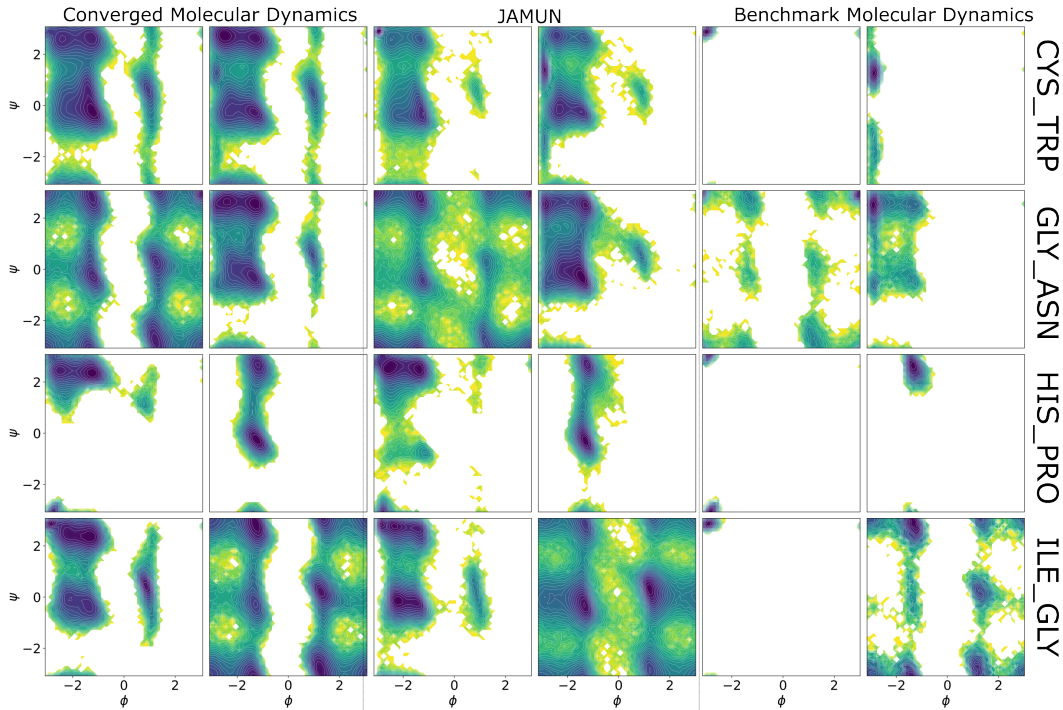 Converged Molecular Dynamics
JAMUN
Benchmark Molecular Dynamics
ψ
2
0
−2
CYS_TRP
ψ
2
0
−2
GLY_ASN
ψ
2
0
−2
HIS_PRO
ψ
2
0
−2
ILE_GLY
−2 0 2 −2 0 2 −2 0 2 −2 0 2 −2 0 2 −2 0 2
ϕ ϕ ϕ ϕ ϕ ϕ